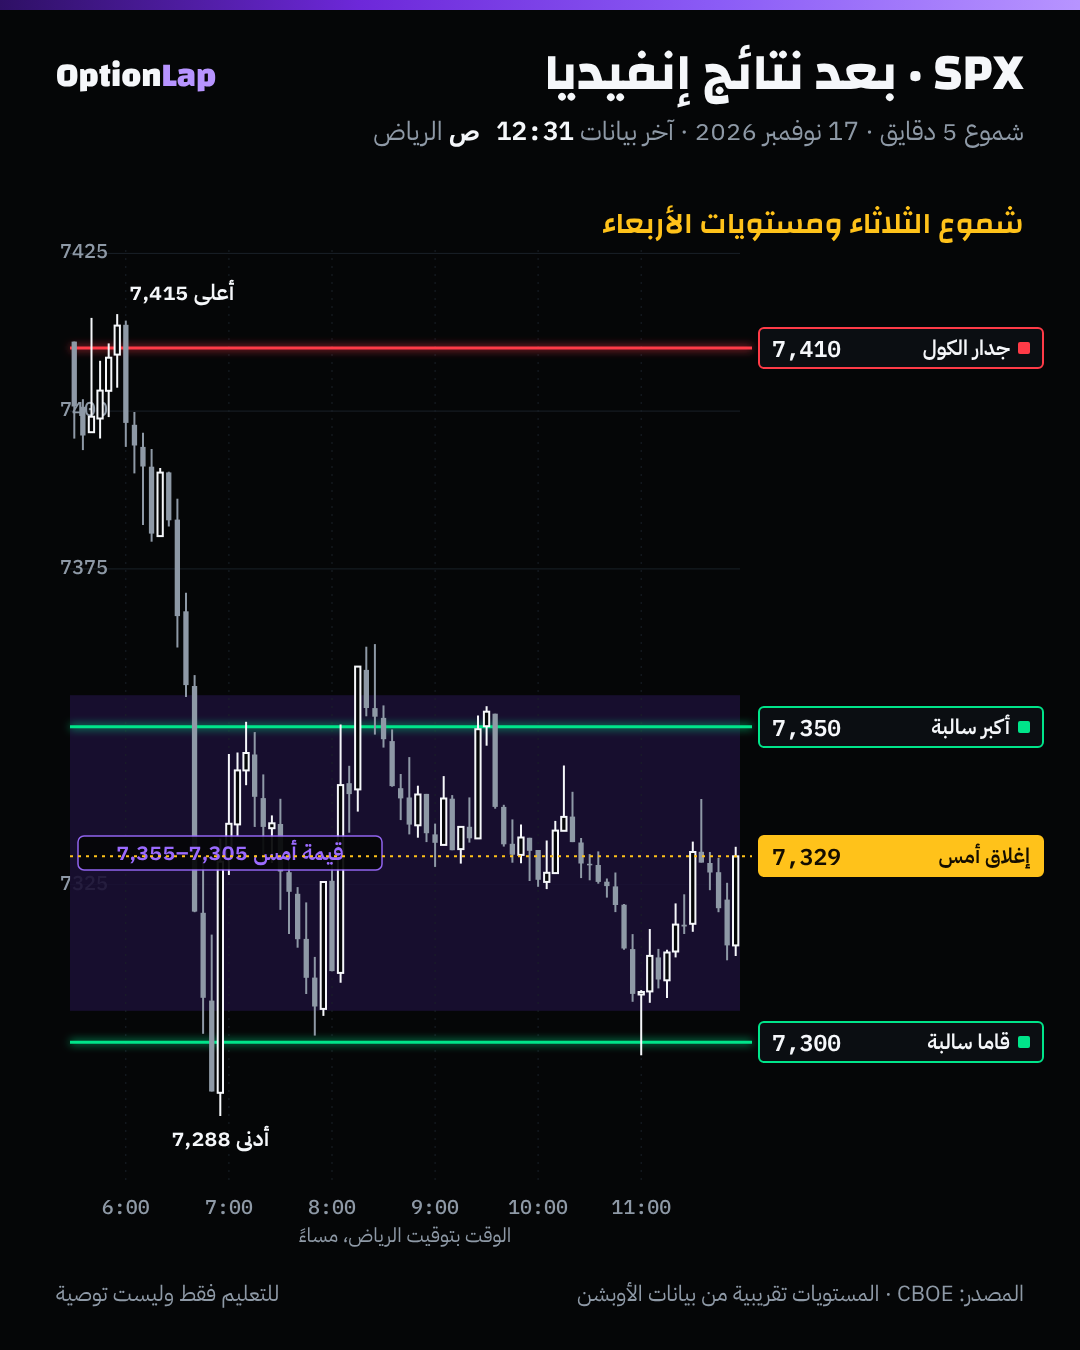 OptionLap
SPX · بعد نتائج إنفيديا
شموع 5 دقايق · 17 نوفمبر 2026 · آخر بيانات 12:31 ص الرياض
شموع الثلاثاء ومستويات الأربعاء
7425
أعلى 7,415
جدار الكول 7,410
7400
7375
أكبر سالبة 7,350
قيمة أمس 7,305–7,355
إغلاق أمس 7,329
7325
قاما سالبة 7,300
أدنى 7,288
6:00 7:00 8:00 9:00 10:00 11:00
الوقت بتوقيت الرياض، مساءً
المصدر: CBOE · المستويات تقريبية من بيانات الأوبشن
للتعليم فقط وليست توصية